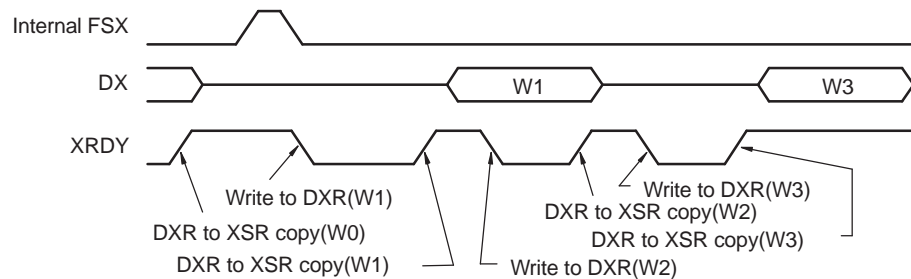 Internal FSX
DX
W1
W3
XRDY
Write to DXR(W1)
Write to DXR(W3)
DXR to XSR copy(W2)
DXR to XSR copy(W0)
DXR to XSR copy(W3)
DXR to XSR copy(W1)
Write to DXR(W2)